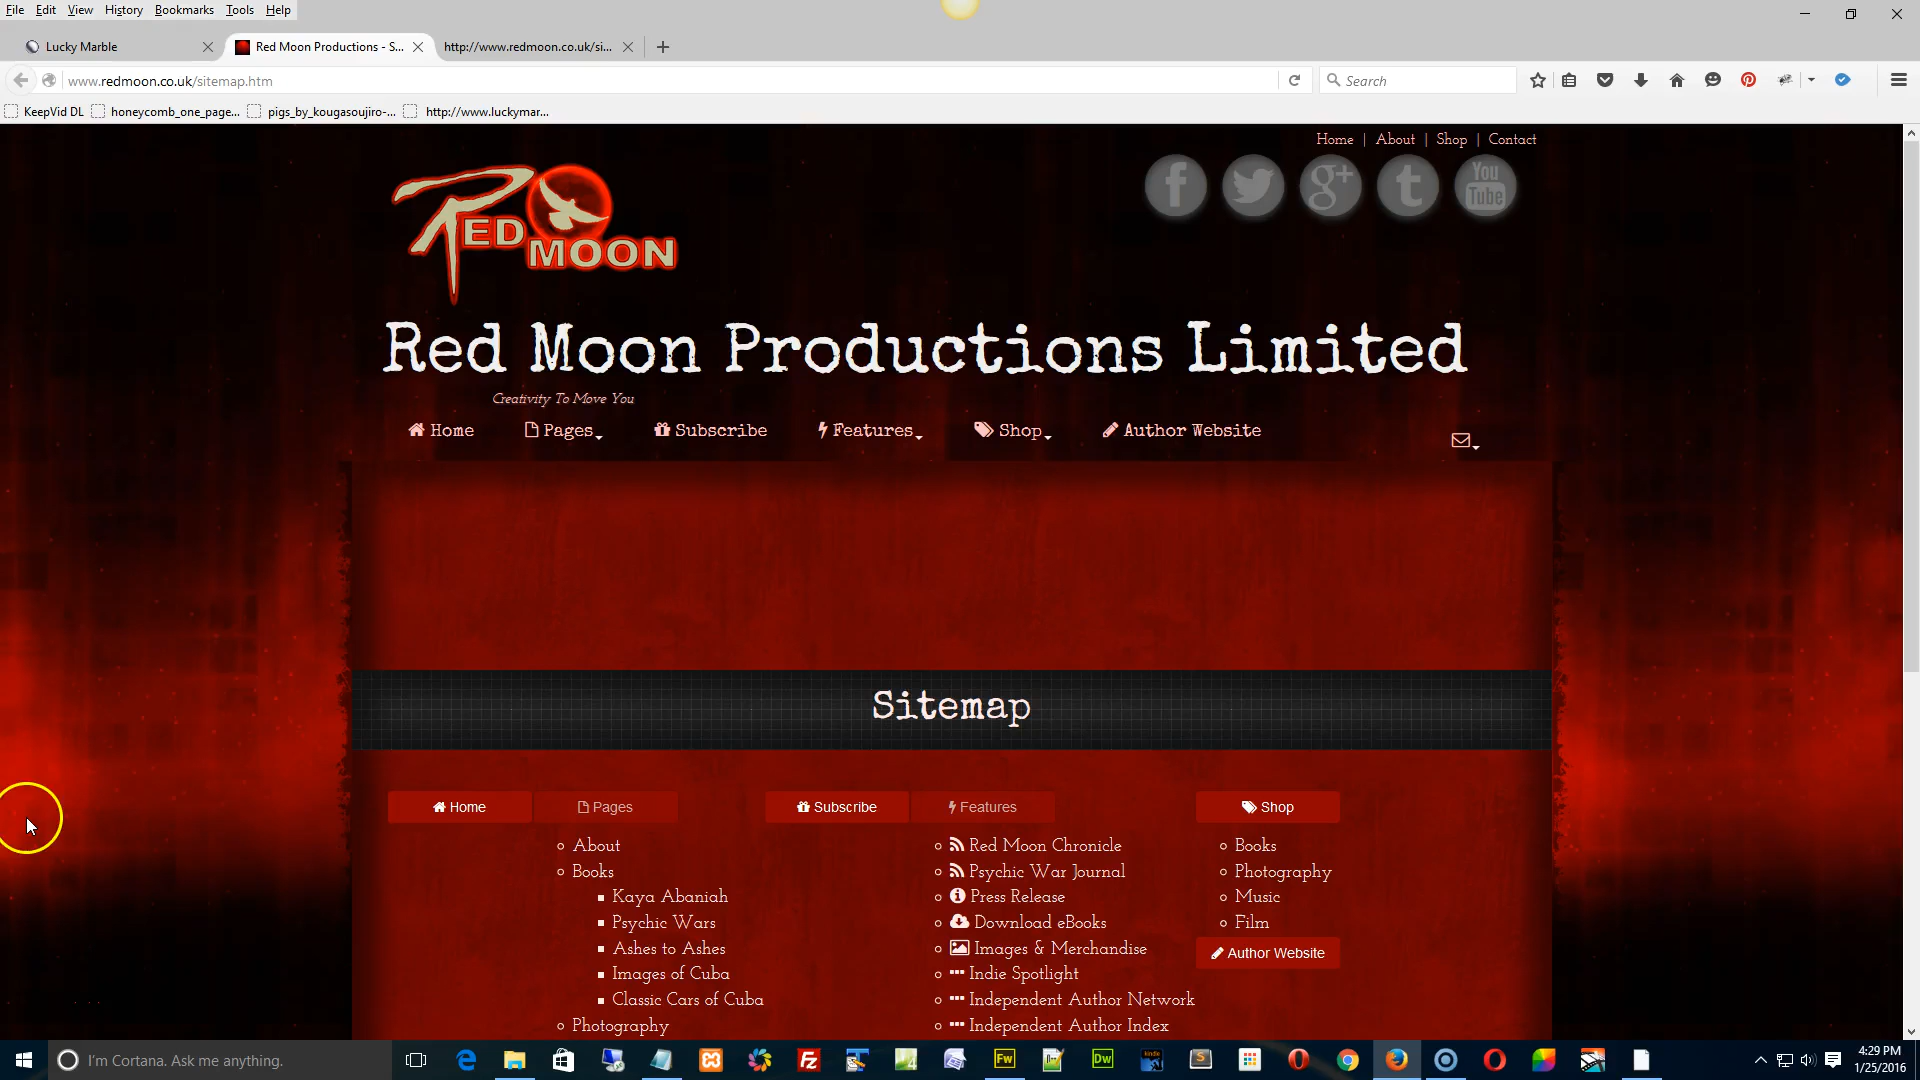 File Edit View History Bookmarks Tools Help
Lucky Marble
Red Moon Productions - S...
http://www.redmoon.co.uk/si...
www.redmoon.co.uk/sitemap.htm
Search
KeepVid DL
honeycomb_one_page...
pigs_by_kougasoujiro-...
http://www.luckymar...
Home | About | Shop | Contact
You Tube
RED MOON
Red Moon Productions Limited
Creativity To Move You
Home
Pages
Subscribe
Features
Shop
Author Website
Sitemap
Home
Pages
About
Books
Kaya Abaniah
Psychic Wars
Ashes to Ashes
Images of Cuba
Classic Cars of Cuba
Photography
Subscribe
Features
Red Moon Chronicle
Psychic War Journal
Press Release
Download eBooks
Images & Merchandise
Indie Spotlight
Independent Author Network
Independent Author Index
Shop
Books
Photography
Music
Film
Author Website
I'm Cortana. Ask me anything.
Fw
Dw
kindle
4:29 PM
1/25/2016